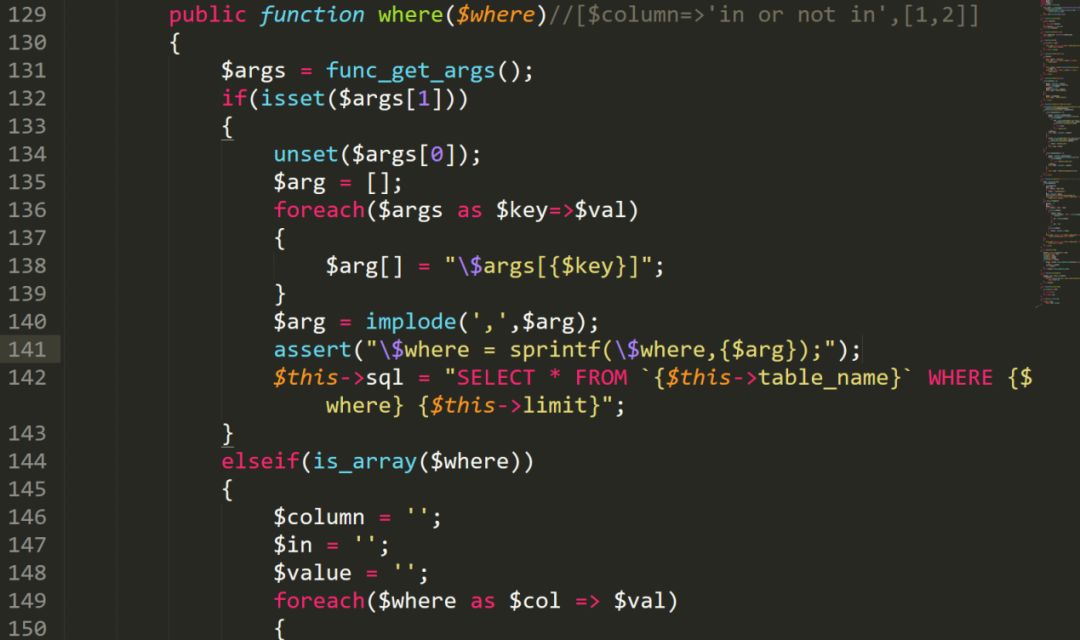 129 public function where($where)//[$column=>'in or not in',[1,2]]
130 {
131 $args = func_get_args();
132 if(isset($args[1]))
133 {
134 unset($args[0]);
135 $arg = [];
136 foreach($args as $key=>$val)
137 {
138 $arg[] = "\$args[{$key}]";
139 }
140 $arg = implode(',',$arg);
141 assert("\$where = sprintf(\$where,{$arg});");
142 $this->sql = "SELECT * FROM `{$this->table_name}` WHERE {$
where} {$this->limit}";
143 }
144 elseif(is_array($where))
145 {
146 $column = '';
147 $in = '';
148 $value = '';
149 foreach($where as $col => $val)
150 {